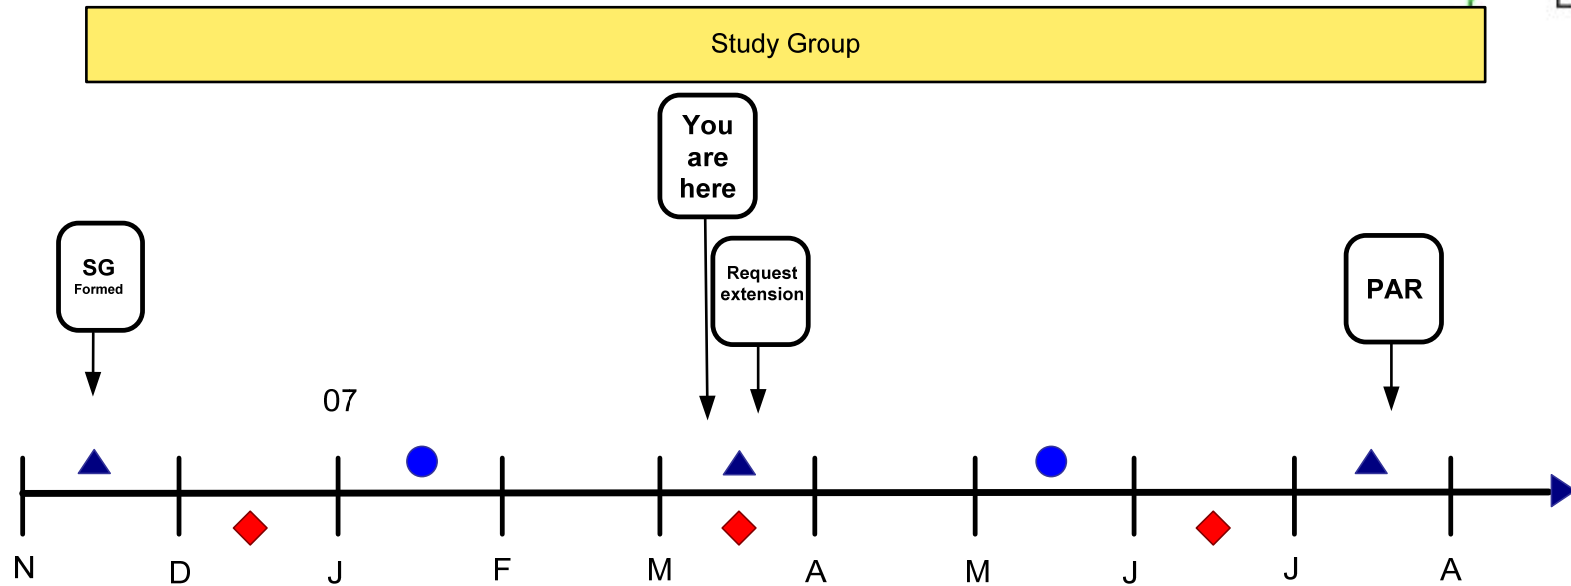 Study Group
You
are
here
SG
Formed
Request
extension
PAR
07
N D J F M A M J J A